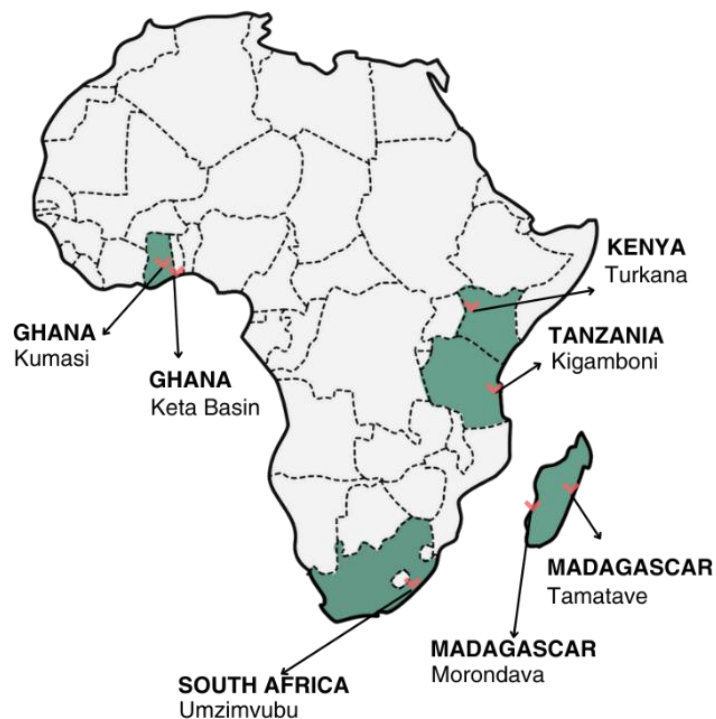 KENYA
Turkana
TANZANIA
Kigamboni
GHANA
Kumasi
GHANA
Keta Basin
MADAGASCAR
Tamatave
MADAGASCAR
Morondava
SOUTH AFRICA
Umzimvubu